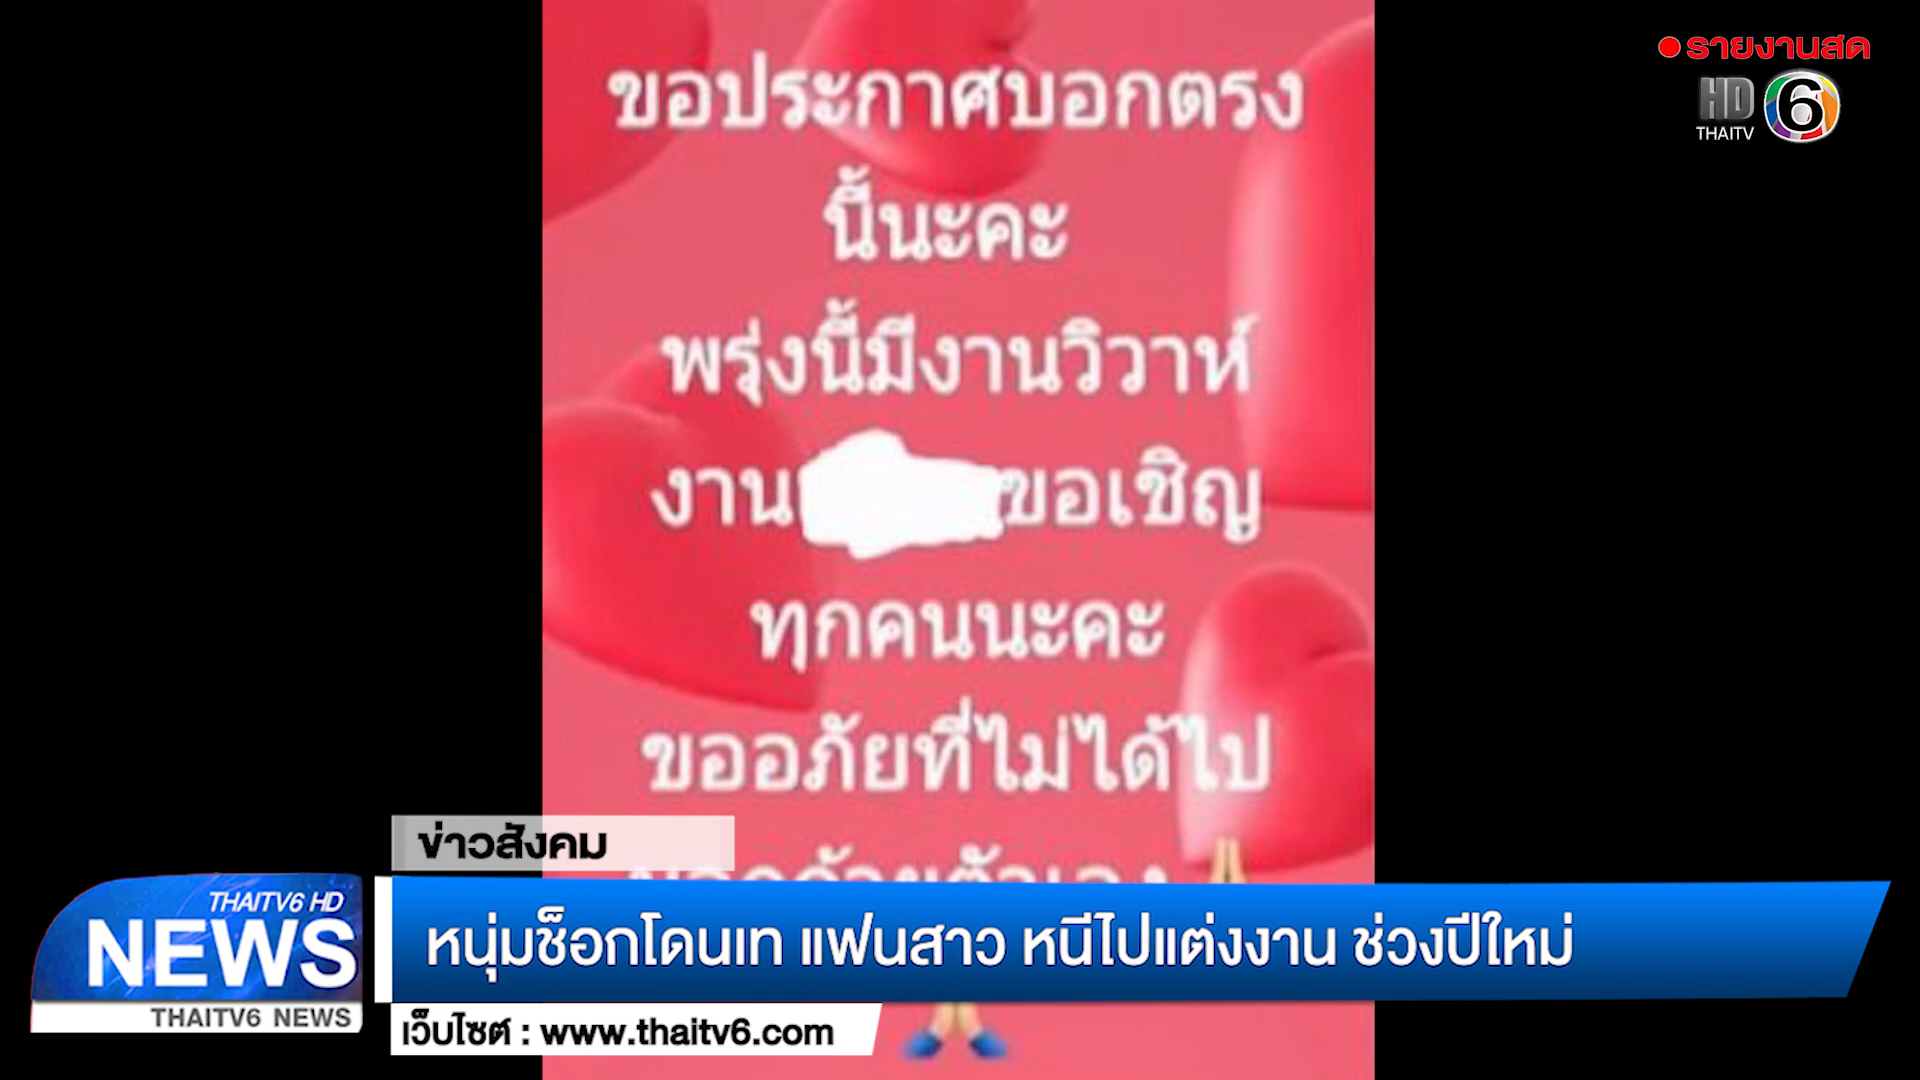 รายงานสด
HD
THAITV
6
ขอประกาศบอกตรง
นี้นะคะ
พรุ่งนี้มีงานวิวาห์
งาน ขอเชิญ
ทุกคนนะคะ
ขออภัยที่ไม่ได้ไป
ข่าวสังคม
THAITV6 HD
NEWS
THAITV6 NEWS
หนุ่มช็อกโดนเท แฟนสาว หนีไปแต่งงาน ช่วงปีใหม่
เว็บไซต์ : www.thaitv6.com